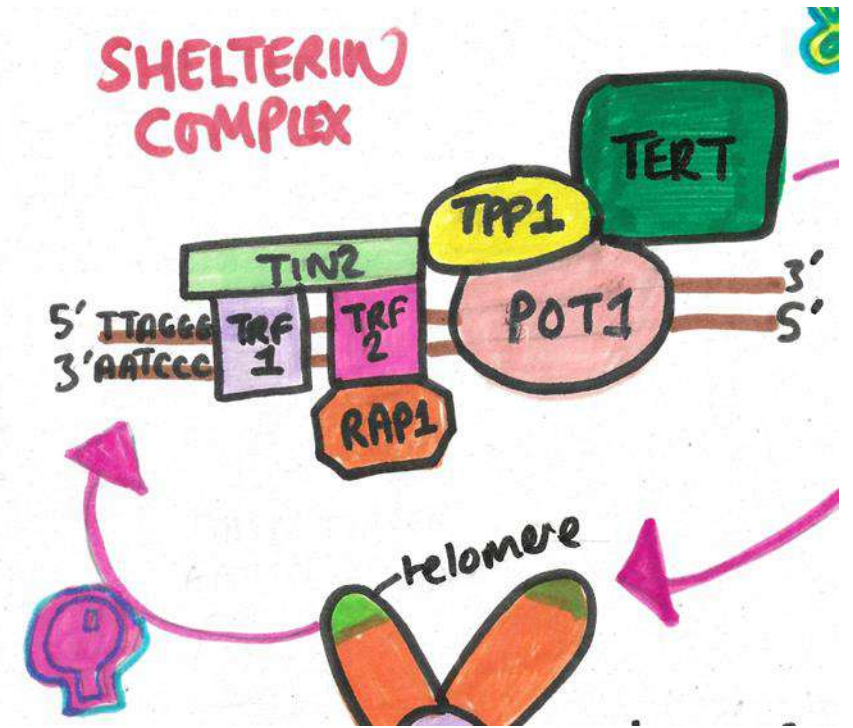 SHELTERIN
COMPLEX
TERT
TPP1
TIN2
3'
POT1
5' TTAGGG TRF
1
TRF
2
5'
3' AATCCC
RAP1
telomere